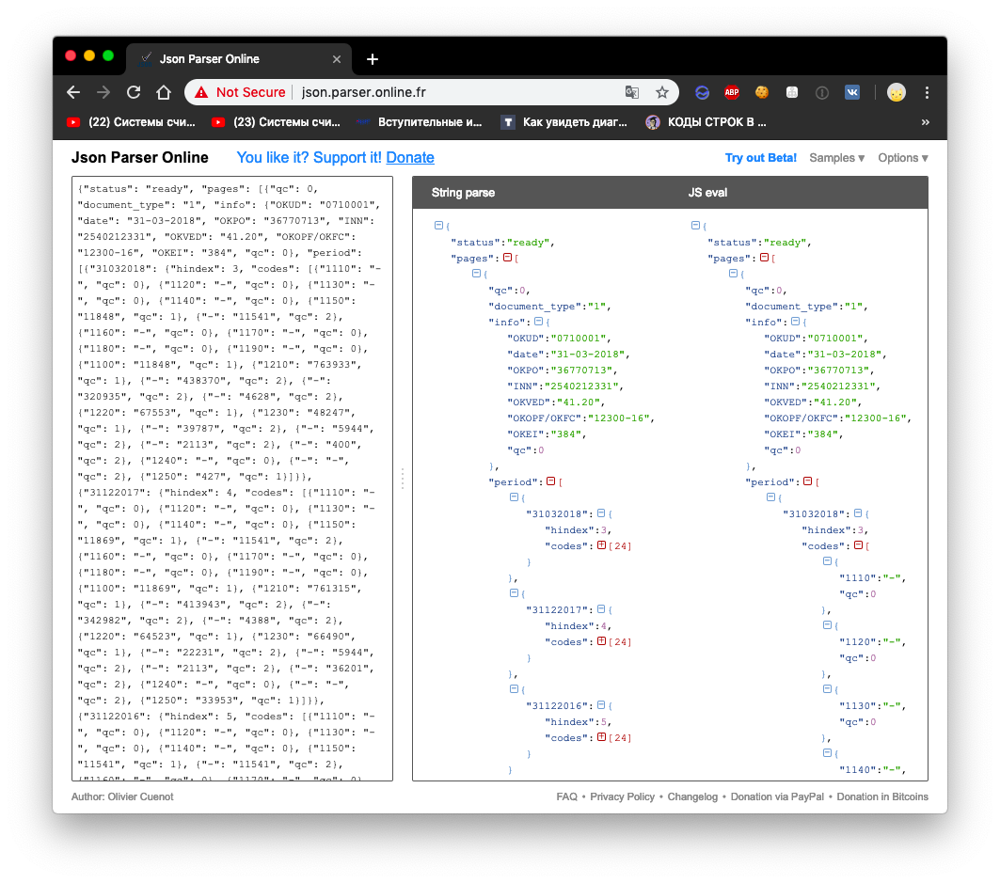 Json Parser Online
Not Secure json.parser.online.fr
ABP
(22) Системы счи... (23) Системы счи... Вступительные и... T Как увидеть диаг... КОДЫ СТРОК В ... »
Json Parser Online You like it? Support it! Donate Try out Beta! Samples ▾ Options ▾
{"status": "ready", "pages": [{"qc": 0,
"document_type": "1", "info": {"OKUD": "0710001",
"date": "31-03-2018", "OKPO": "36770713", "INN":
"2540212331", "OKVED": "41.20", "OKOPF/OKFC":
"12300-16", "OKEI": "384", "qc": 0}, "period":
[{"31032018": {"hindex": 3, "codes": [{"1110": "-
", "qc": 0}, {"1120": "-", "qc": 0}, {"1130": "-
", "qc": 0}, {"1140": "-", "qc": 0}, {"1150":
"11848", "qc": 1}, {"-": "11541", "qc": 2},
{"1160": "-", "qc": 0}, {"1170": "-", "qc": 0},
{"1180": "-", "qc": 0}, {"1190": "-", "qc": 0},
{"1100": "11848", "qc": 1}, {"1210": "763933",
"qc": 1}, {"-": "438370", "qc": 2}, {"-":
"320935", "qc": 2}, {"-": "4628", "qc": 2},
{"1220": "67553", "qc": 1}, {"1230": "48247",
"qc": 1}, {"-": "39787", "qc": 2}, {"-": "5944",
"qc": 2}, {"-": "2113", "qc": 2}, {"-": "400",
"qc": 2}, {"1240": "-", "qc": 0}, {"-": "-",
"qc": 2}, {"1250": "427", "qc": 1}]}},
{"31122017": {"hindex": 4, "codes": [{"1110": "-
", "qc": 0}, {"1120": "-", "qc": 0}, {"1130": "-
", "qc": 0}, {"1140": "-", "qc": 0}, {"1150":
"11869", "qc": 1}, {"-": "11541", "qc": 2},
{"1160": "-", "qc": 0}, {"1170": "-", "qc": 0},
{"1180": "-", "qc": 0}, {"1190": "-", "qc": 0},
{"1100": "11869", "qc": 1}, {"1210": "761315",
"qc": 1}, {"-": "413943", "qc": 2}, {"-":
"342982", "qc": 2}, {"-": "4388", "qc": 2},
{"1220": "64523", "qc": 1}, {"1230": "66490",
"qc": 1}, {"-": "22231", "qc": 2}, {"-": "5944",
"qc": 2}, {"-": "2113", "qc": 2}, {"-": "36201",
"qc": 2}, {"1240": "-", "qc": 0}, {"-": "-",
"qc": 2}, {"1250": "33953", "qc": 1}]}},
{"31122016": {"hindex": 5, "codes": [{"1110": "-
", "qc": 0}, {"1120": "-", "qc": 0}, {"1130": "-
", "qc": 0}, {"1140": "-", "qc": 0}, {"1150":
"11541", "qc": 1}, {"-": "11541", "qc": 2},
{"1160": "-", "qc": 0}, {"1170": "-", "qc": 0},
String parse
{
"status":"ready",
"pages":[
{
"qc":0,
"document_type":"1",
"info":{
"OKUD":"0710001",
"date":"31-03-2018",
"OKPO":"36770713",
"INN":"2540212331",
"OKVED":"41.20",
"OKOPF/OKFC":"12300-16",
"OKEI":"384",
"qc":0
},
"period":[
{
"31032018":{
"hindex":3,
"codes":[24]
}
},
{
"31122017":{
"hindex":4,
"codes":[24]
}
},
{
"31122016":{
"hindex":5,
"codes":[24]
}
}
JS eval
{
"status":"ready",
"pages":[
{
"qc":0,
"document_type":"1",
"info":{
"OKUD":"0710001",
"date":"31-03-2018",
"OKPO":"36770713",
"INN":"2540212331",
"OKVED":"41.20",
"OKOPF/OKFC":"12300-16",
"OKEI":"384",
"qc":0
},
"period":[
{
"31032018":{
"hindex":3,
"codes":[
{
"1110":"-",
"qc":0
},
{
"1120":"-",
"qc":0
},
{
"1130":"-",
"qc":0
},
{
"1140":"-",
Author: Olivier Cuenot FAQ • Privacy Policy • Changelog • Donation via PayPal • Donation in Bitcoins